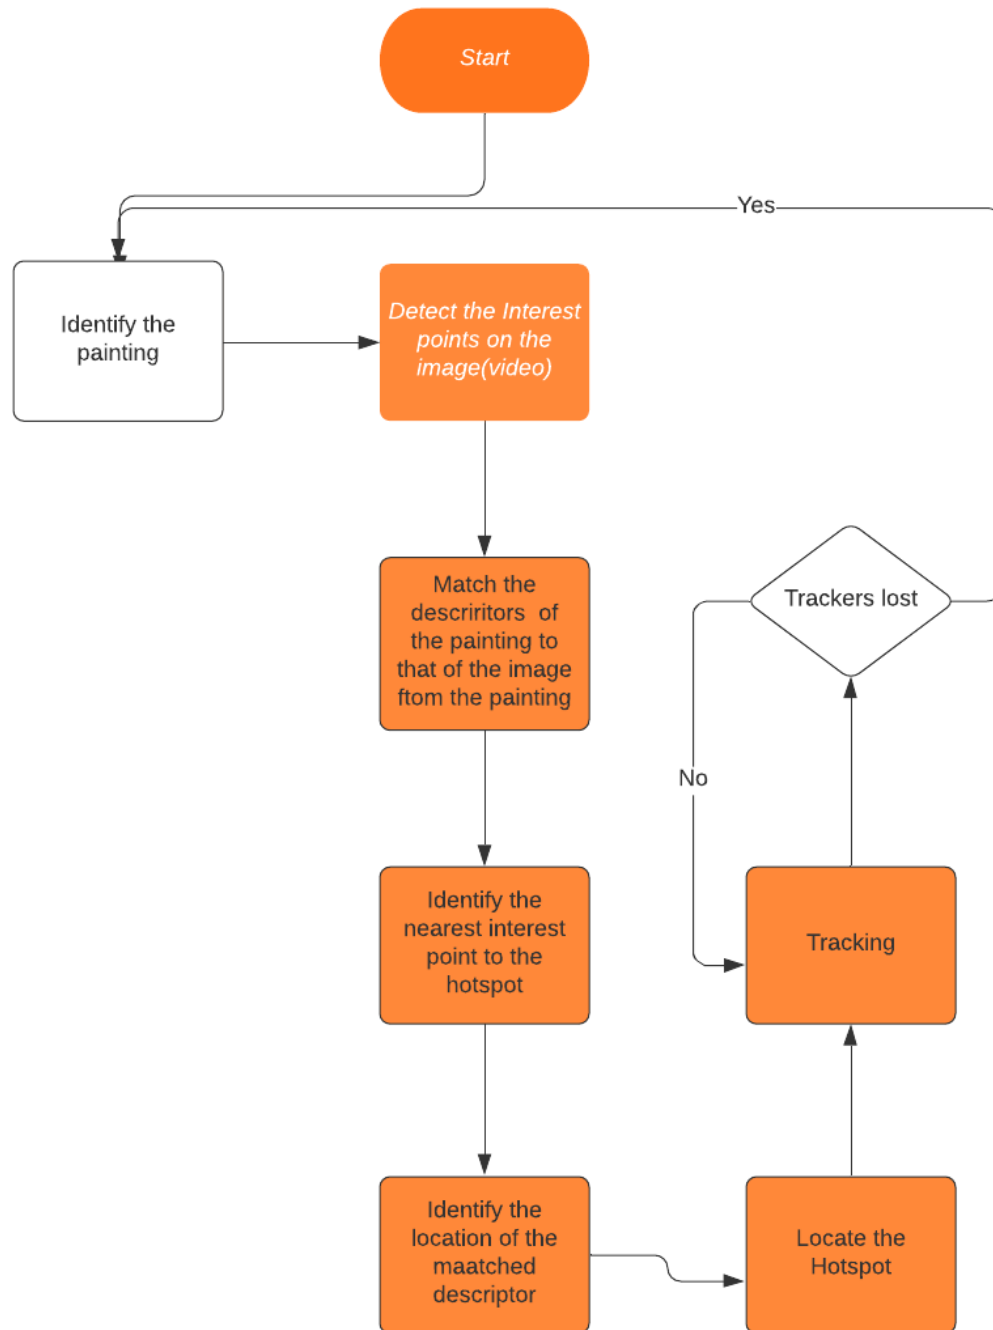 Start
Yes
Identify the
painting
Detect the Interest
points on the
image(video)
Match the
descriritors of
the painting to
that of the image
ftom the painting
Trackers lost
No
Identify the
nearest interest
point to the
hotspot
Tracking
Identify the
location of the
maatched
descriptor
Locate the
Hotspot